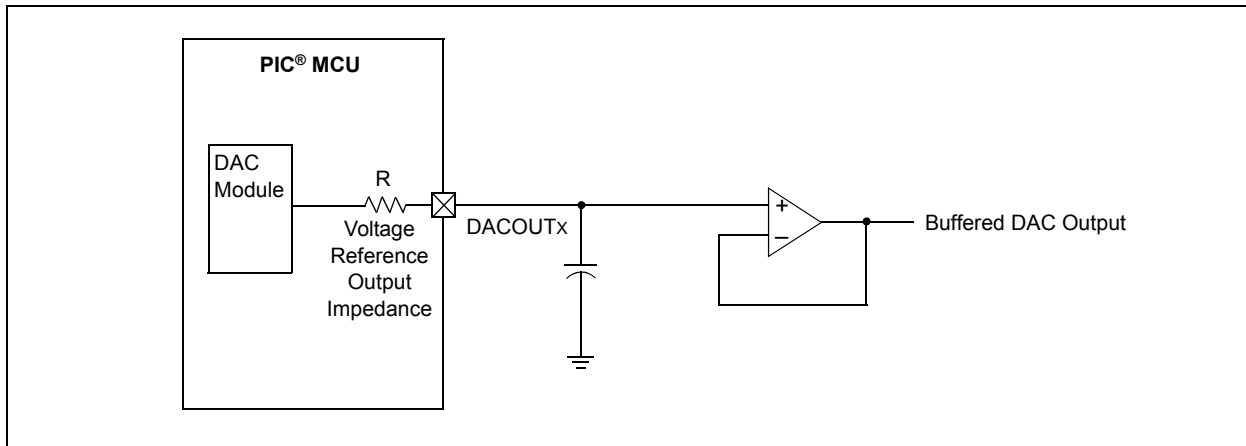 PIC® MCU
DAC
Module
R
Voltage
Reference
Output
Impedance
DACOUTx
+
–
Buffered DAC Output